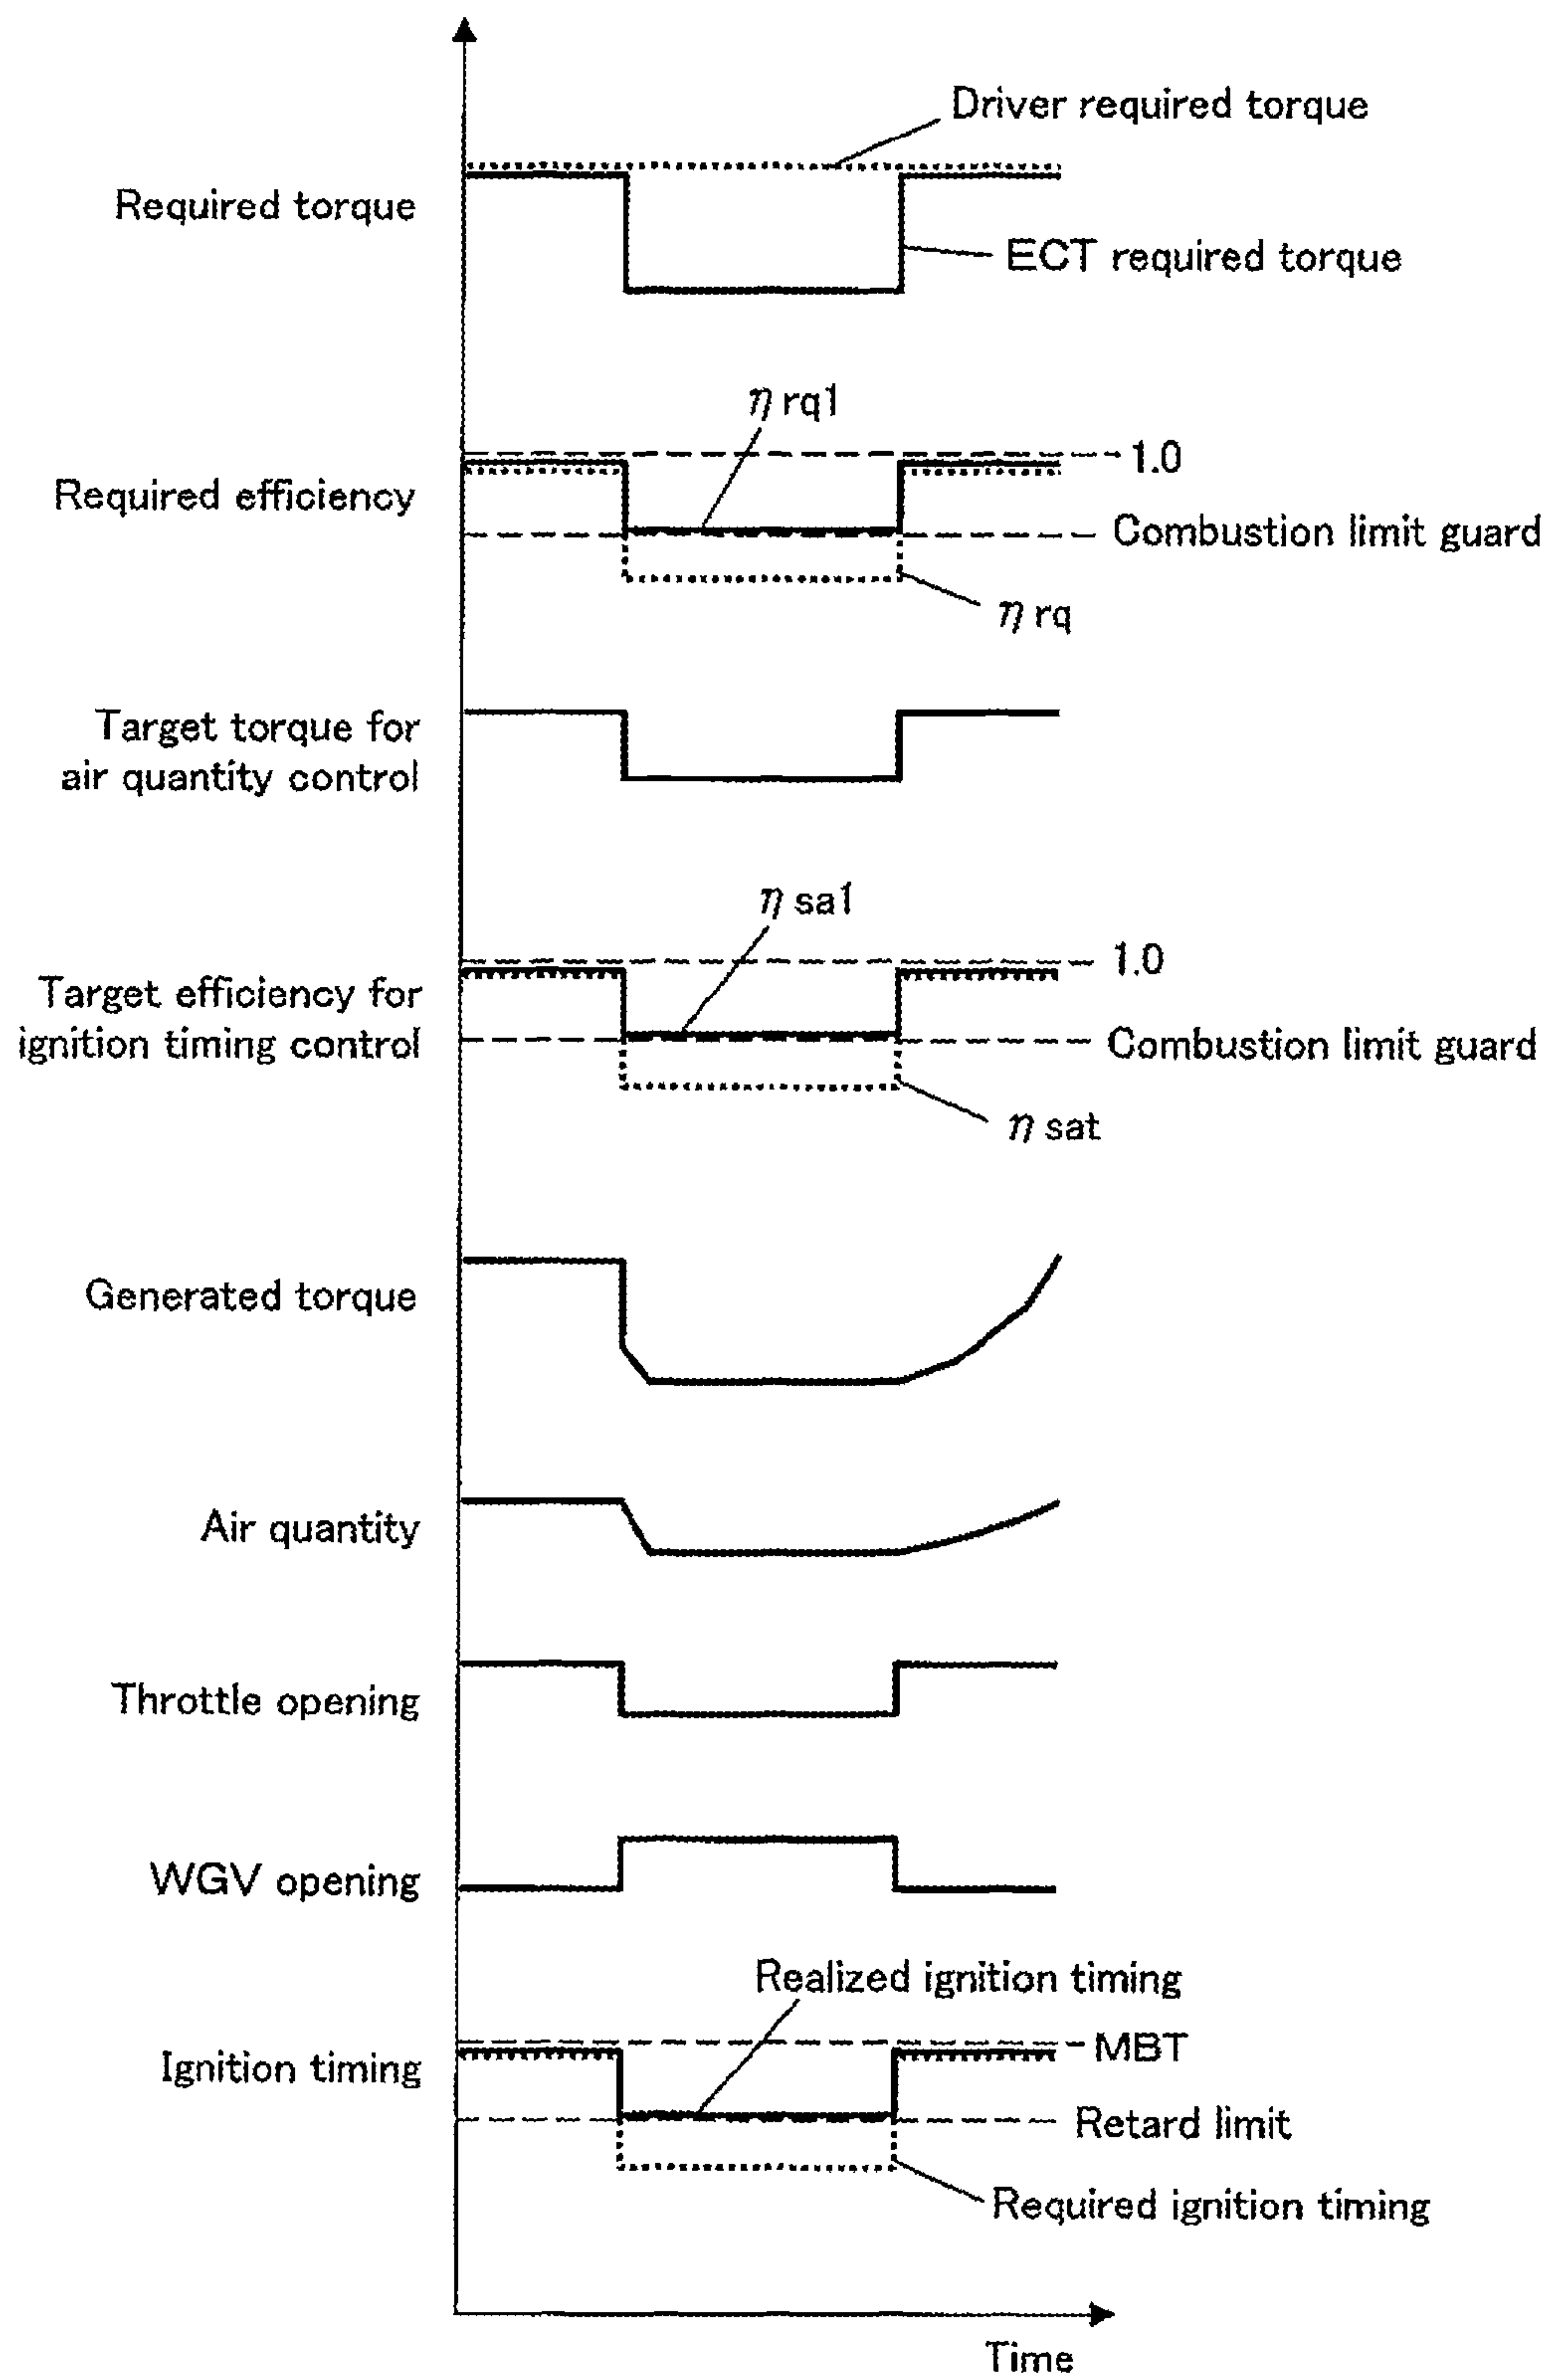 Driver required torque
Required torque
ECT required torque
η rq1
1.0
Required efficiency
Combustion limit guard
η rq
Target torque for
air quantity control
η sa1
1.0
Target efficiency for
ignition timing control
Combustion limit guard
η sat
Generated torque
Air quantity
Throttle opening
WGV opening
Realized ignition timing
MBT
Ignition timing
Retard limit
Required ignition timing
Time